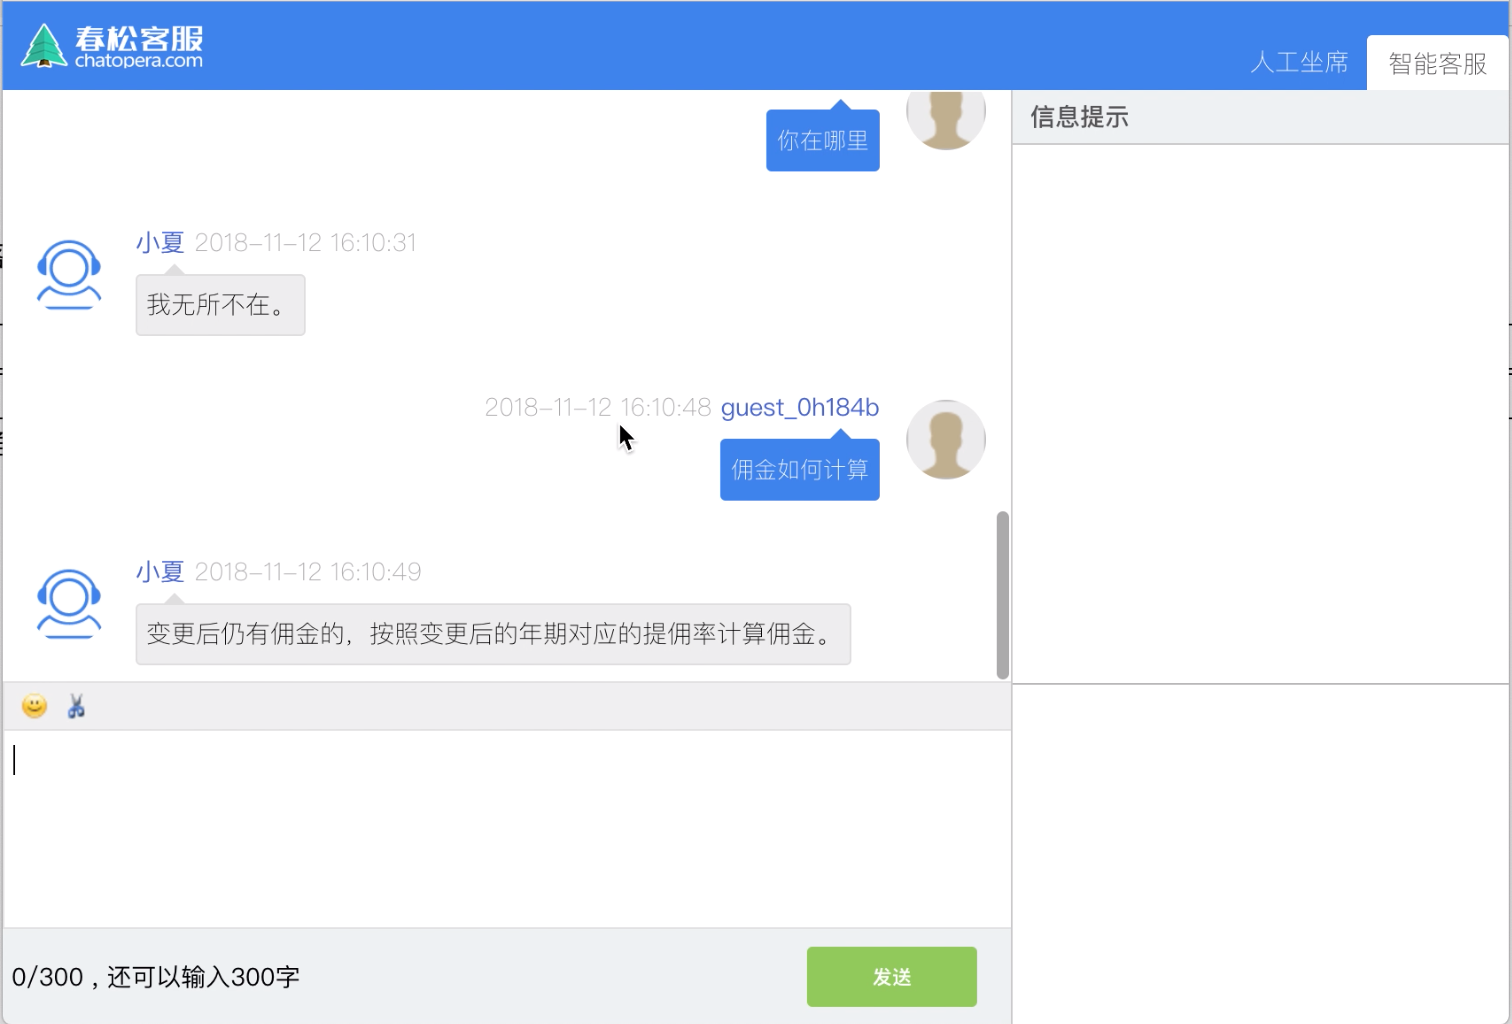 春松客服
chatopera.com
人工坐席
智能客服
信息提示
你在哪里
小夏 2018-11-12 16:10:31
我无所不在。
2018-11-12 16:10:48 guest_0h184b
佣金如何计算
小夏 2018-11-12 16:10:49
变更后仍有佣金的，按照变更后的年期对应的提佣率计算佣金。
0/300 , 还可以输入300字
发送